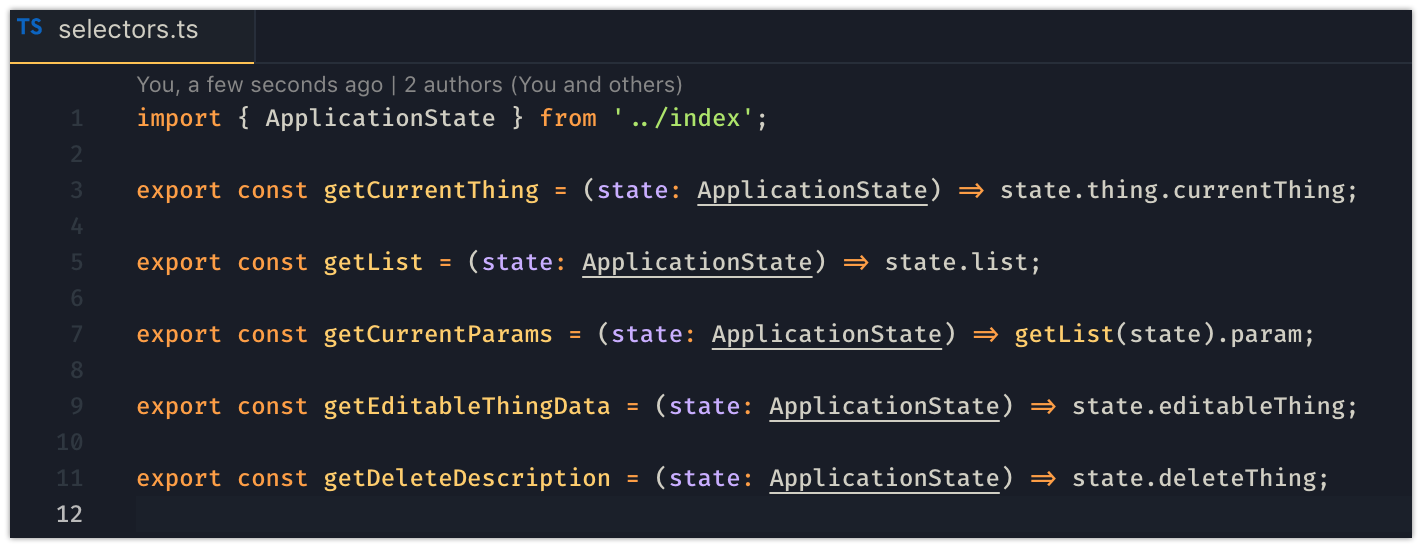 TS selectors.ts
You, a few seconds ago | 2 authors (You and others)
1 import { ApplicationState } from '../index';
2
3 export const getCurrentThing = (state: ApplicationState) => state.thing.currentThing;
4
5 export const getList = (state: ApplicationState) => state.list;
6
7 export const getCurrentParams = (state: ApplicationState) => getList(state).param;
8
9 export const getEditableThingData = (state: ApplicationState) => state.editableThing;
10
11 export const getDeleteDescription = (state: ApplicationState) => state.deleteThing;
12